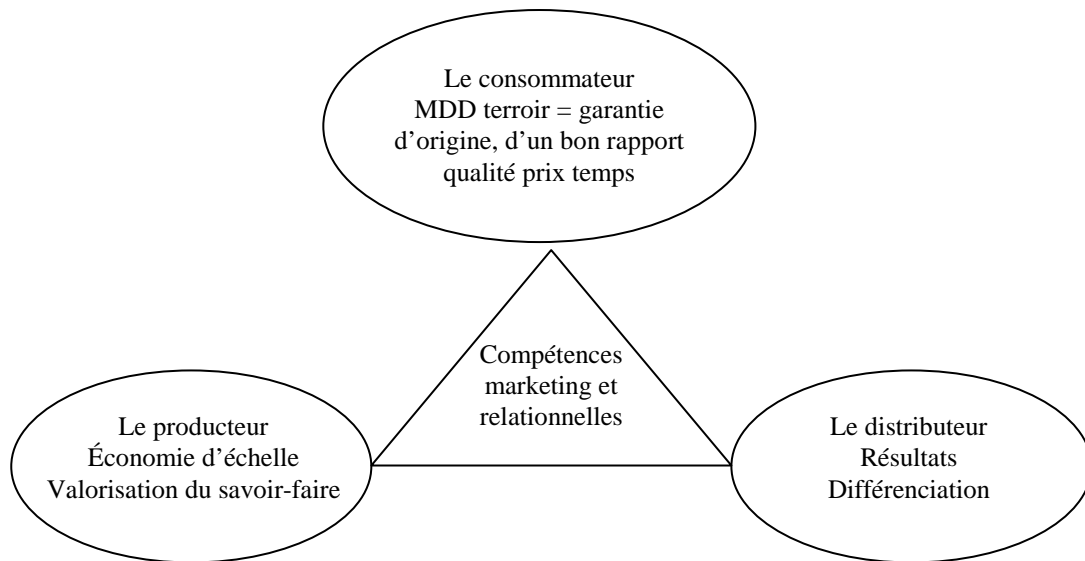 Le consommateur
MDD terroir = garantie
d’origine, d’un bon rapport
qualité prix temps
Compétences
marketing et
relationnelles
Le producteur
Économie d’échelle
Valorisation du savoir-faire
Le distributeur
Résultats
Différenciation